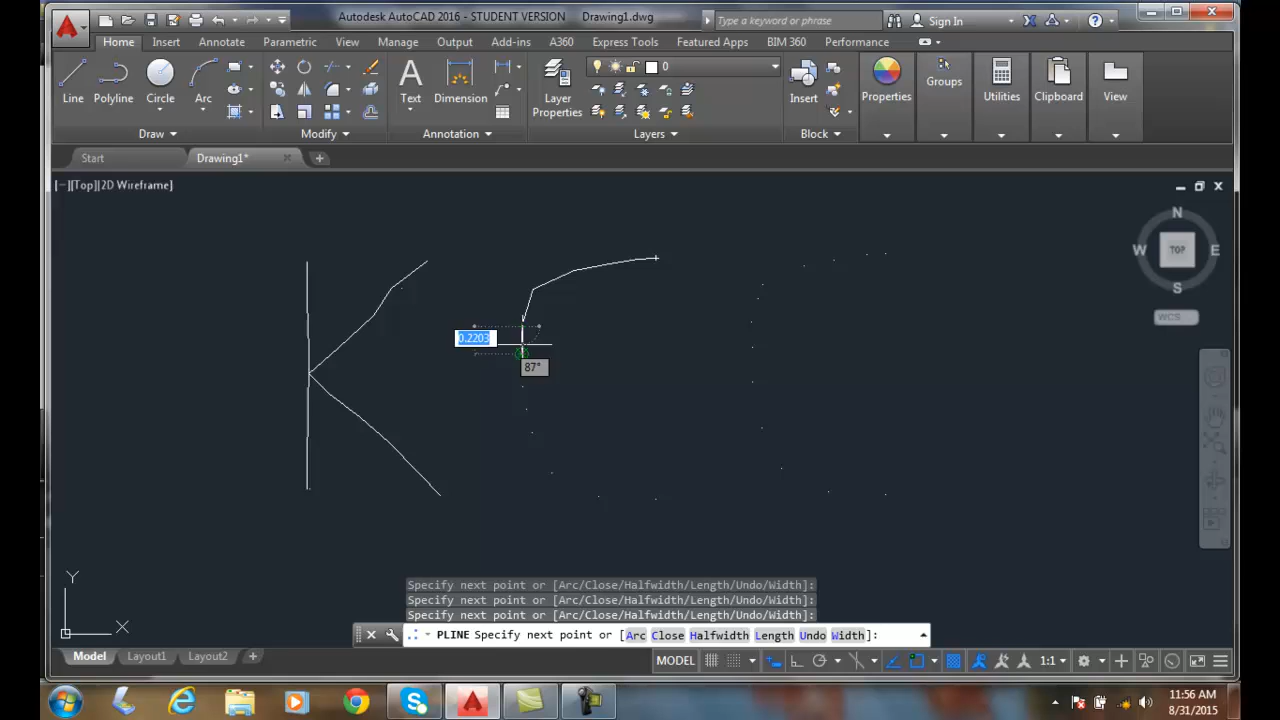 Autodesk AutoCAD 2016 - STUDENT VERSION Drawing1.dwg
Type a keyword or phrase
Sign In
Home Insert Annotate Parametric View Manage Output Add-ins A360 Express Tools Featured Apps BIM 360 Performance
0
Line Polyline Circle Arc
Text Dimension
Layer Properties
Insert
Properties Groups Utilities Clipboard View
Draw Modify Annotation Layers Block
Start Drawing1* +
[−][Top][2D Wireframe]
N
W TOP E
S
WCS
0.2203
87°
Y
X
Specify next point or [Arc/Close/Halfwidth/Length/Undo/Width]:
Specify next point or [Arc/Close/Halfwidth/Length/Undo/Width]:
Specify next point or [Arc/Close/Halfwidth/Length/Undo/Width]:
PLINE Specify next point or [Arc Close Halfwidth Length Undo Width]:
Model Layout1 Layout2 +
MODEL 1:1
11:56 AM
8/31/2015